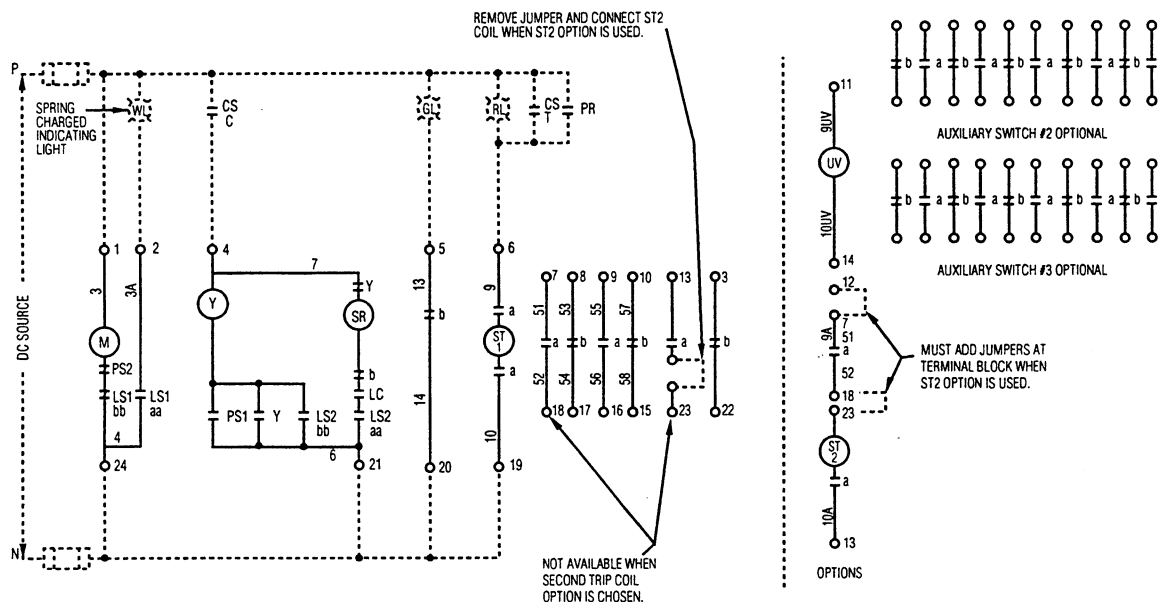 REMOVE JUMPER AND CONNECT ST2
COIL WHEN ST2 OPTION IS USED.
P
SPRING
CHARGED
INDICATING
LIGHT
WL
CS
C
GL
RL
CS
T
PR
DC SOURCE
1
2
4
5
6
3
3A
7
13
9
Y
Y
SR
M
b
a
ST
1
a
PS2
LS1
bb
LS1
aa
b
LC
PS1
Y
LS2
bb
LS2
aa
4
6
14
10
24
21
20
19
N
7
8
9
10
13
3
51
53
55
57
a
b
a
b
a
b
52
54
56
58
18
17
16
15
23
22
NOT AVAILABLE WHEN
SECOND TRIP COIL
OPTION IS CHOSEN.
11
9UV
UV
10UV
14
12
7
9A
51
a
52
18
23
ST
2
a
10A
13
OPTIONS
MUST ADD JUMPERS AT
TERMINAL BLOCK WHEN
ST2 OPTION IS USED.
b a b a b a b a b a
AUXILIARY SWITCH #2 OPTIONAL
b a b a b a b a b a
AUXILIARY SWITCH #3 OPTIONAL